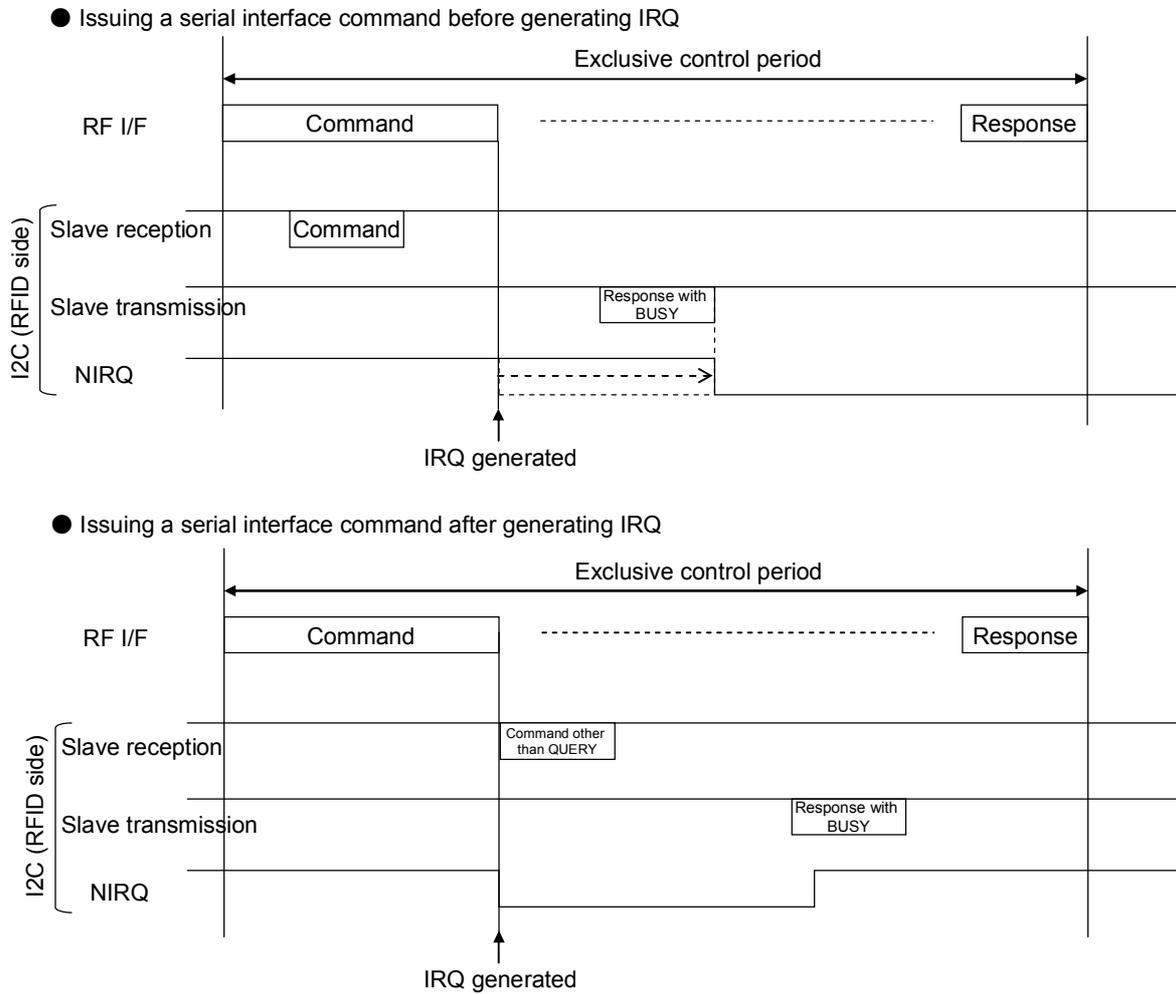 ● Issuing a serial interface command before generating IRQ
Exclusive control period
RF I/F
Command
Response
I2C (RFID side)
Slave reception
Command
Slave transmission
Response with
BUSY
NIRQ
IRQ generated
● Issuing a serial interface command after generating IRQ
Exclusive control period
RF I/F
Command
Response
I2C (RFID side)
Slave reception
Command other
than QUERY
Slave transmission
Response with
BUSY
NIRQ
IRQ generated